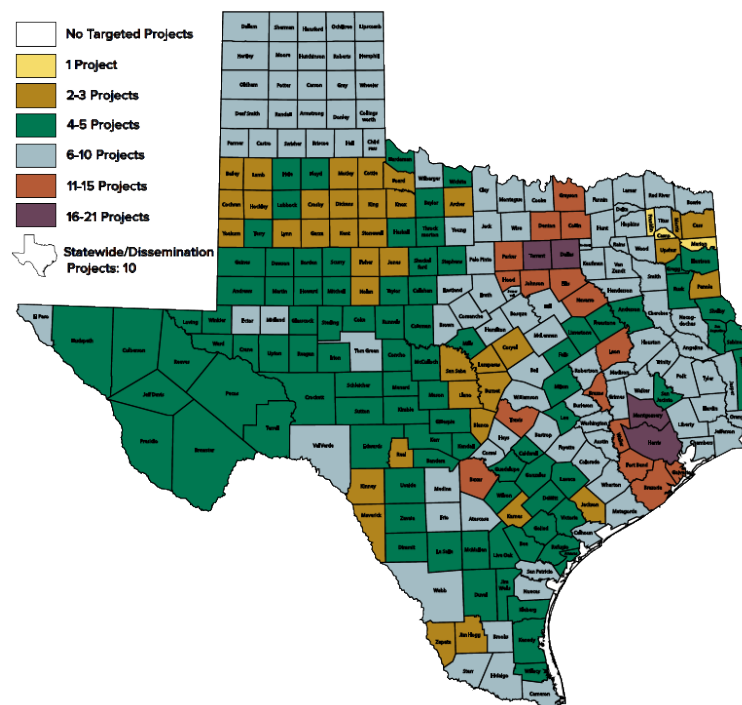 No Targeted Projects
1 Project
2-3 Projects
4-5 Projects
6-10 Projects
11-15 Projects
16-21 Projects
Statewide/Dissemination
Projects: 10
Dallam Sherman Hansford Ochiltree Lipscomb
Hartley Moore Hutchinson Roberts Hemphill
Oldham Potter Carson Gray Wheeler
Deaf Smith Randall Armstrong Donley Collings
worth
Parmer Castro Swisher Briscoe Hall Child
ress
Bailey Lamb Hale Floyd Motley Cottle
Hardeman
Foard Wilbarger Wichita
Cochran Hockley Lubbock Crosby Dickens King Knox Baylor Archer Clay Montague Cooke Grayson Fannin Lamar Red River Bowie
Yoakum Terry Lynn Garza Kent Stonewall Haskell Throck
morton Young Jack Wise Denton Collin Hunt Delta Hopkins Titus Cass
Gaines Dawson Borden Scurry Fisher Jones Shackel
ford Stephens Palo Pinto Parker Tarrant Dallas Kaufman Rains Wood Camp Upshur Marion
Andrews Martin Howard Mitchell Nolan Taylor Callahan Eastland Erath Hood Johnson Ellis Van
Zandt Smith Rusk Panola
El Paso Loving Winkler Ector Midland Glasscock Sterling Coke Runnels Coleman Brown Comanche Hamilton Bosque Hill Navarro Henderson Anderson Cherokee Shelby
Hudspeth Culberson Reeves Ward Crane Upton Reagan Irion Tom Green Concho McCulloch Mills Coryell McLennan Limestone Freestone Leon Houston Angelina
Jeff Davis Pecos Crockett Schleicher Menard Mason San Saba Lampasas Burnet Bell Falls Robertson Madison Trinity Polk Tyler
Presidio Brewster Terrell Sutton Kimble Llano Williamson Milam Brazos Grimes Walker San
Jacinto Hardin
Val Verde Edwards Real Kerr Gillespie Kendall Blanco Hays Travis Bastrop Lee Burleson Washington Montgomery Liberty
Bandera Comal Caldwell Fayette Austin Waller Harris Chambers Jefferson
Kinney Uvalde Medina Bexar Guadalupe Gonzales Lavaca Colorado Fort Bend
Maverick Zavala Frio Atascosa Wilson Karnes DeWitt Jackson Wharton Brazoria
Dimmit La Salle McMullen Live Oak Bee Goliad Victoria Calhoun Matagorda
Webb Duval Jim
Wells San Patricio Refugio
Nueces
Kleberg
Zapata Jim Hogg Brooks Kenedy
Starr Hidalgo Willacy
Cameron